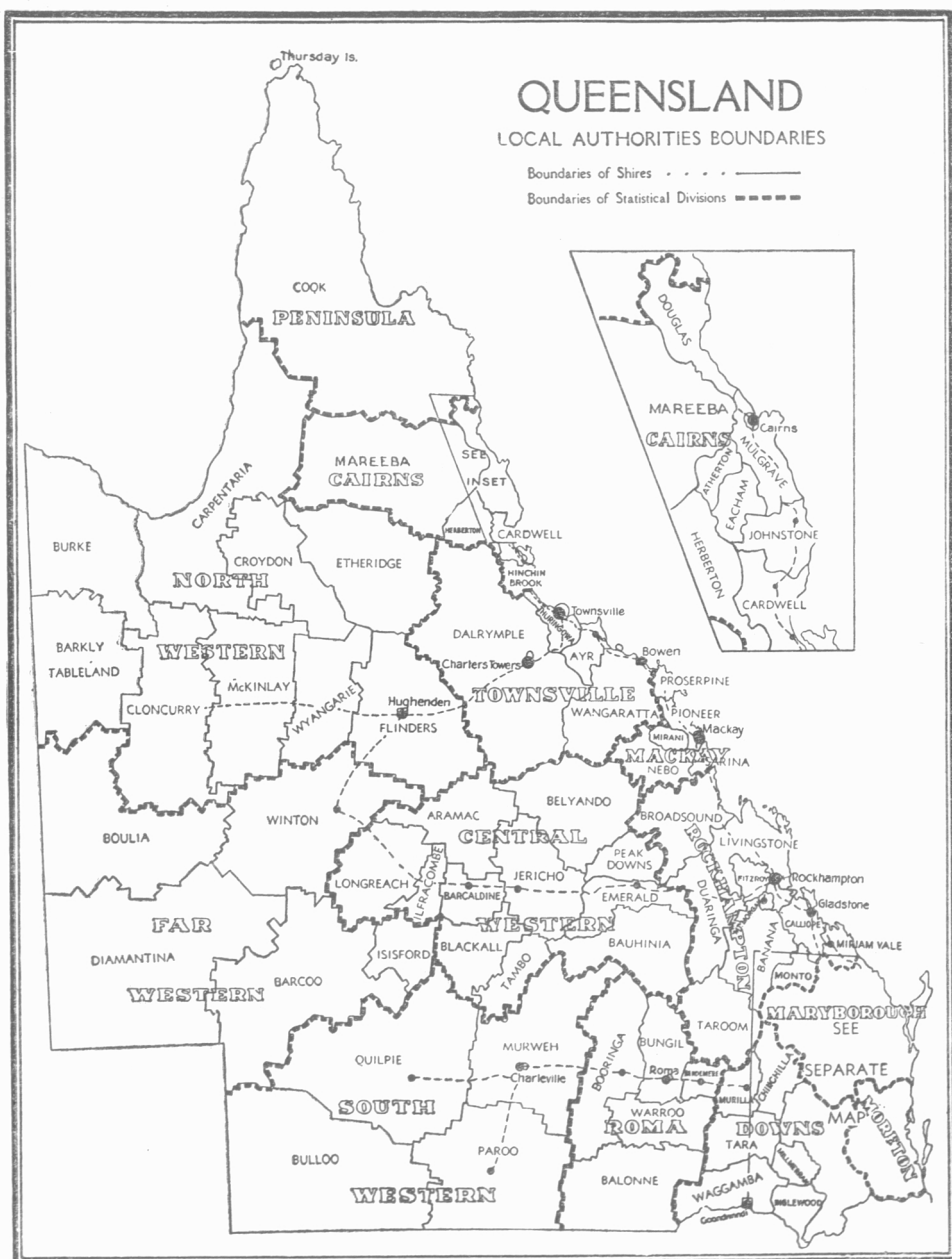 Thursday Is.
QUEENSLAND
LOCAL AUTHORITIES BOUNDARIES
Boundaries of Shires
Boundaries of Statistical Divisions
COOK
PENINSULA
DOUGLAS
MAREEBA
CAIRNS
Cairns
MULGRAVE
ATHERTON
EACHAM
JOHNSTONE
HERBERTON
CARDWELL
MAREEBA
CAIRNS
SEE
INSET
HERBERTON
CARDWELL
CARPENTARIA
BURKE
CROYDON
ETHERIDGE
NORTH
HINCHIN
BROOK
THURINGOWA
Townsville
DALRYMPLE
BARKLY
TABLELAND
WESTERN
Charters Towers
AYR
Bowen
McKINLAY
PROSERPINE
TOWNSVILLE
CLONCURRY
WYANGARIE
Hughenden
FLINDERS
WANGARATTA
PIONEER
MIRANI
Mackay
MACKAY
NEBO
RINA
BELYANDO
ARAMAC
WINTON
BROADSOUND
BOULIA
CENTRAL
LIVINGSTONE
PEAK
DOWNS
ROCKHAMPTON
LONGREACH
ILFRACOMBE
JERICHO
BARCALDINE
EMERALD
DUARINGA
FITZROY
Rockhampton
Gladstone
CALLIOPE
FAR
WESTERN
BLACKALL
BAUHINIA
BANANA
MIRIAM VALE
DIAMANTINA
ISISFORD
TAMBO
WESTERN
BARCOO
MONTO
MARYBOROUGH
SEE
TAROOM
QUILPIE
MURWEH
BOORINGA
BUNGIL
SEPARATE
Charleville
Roma
BENDEMERE
MURILLA
CHINCHILLA
SOUTH
WARROO
ROMA
DOWNS
MAP
MORETON
TARA
BULLOO
PAROO
WESTERN
BALONNE
WAGGAMBA
MILLMERRAN
INGLEWOOD
Goondiwindi